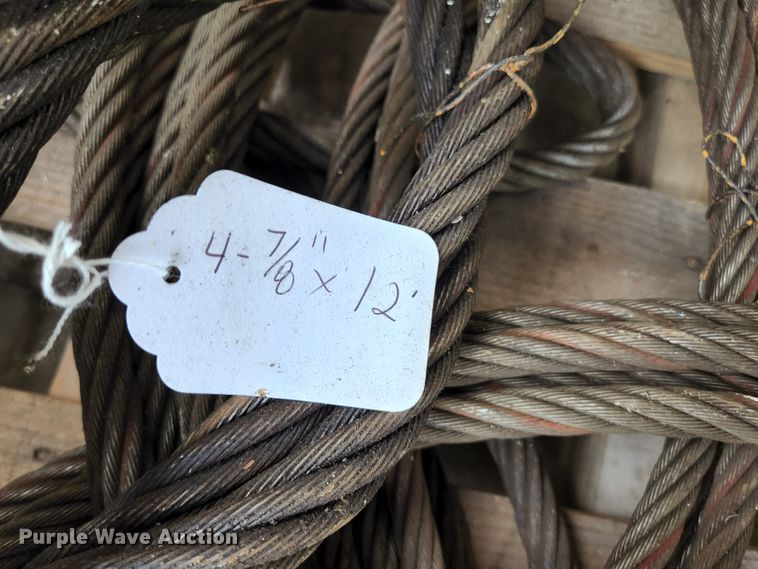 4- 7/8" x 12'
Purple Wave Auction